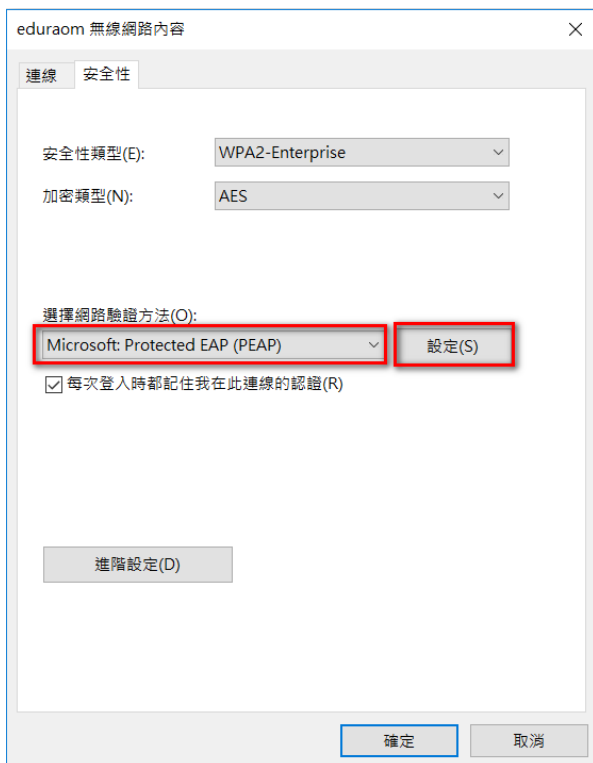 eduraom 無線網路內容
連線 安全性
安全性類型(E): WPA2-Enterprise
加密類型(N): AES
選擇網路驗證方法(O):
Microsoft: Protected EAP (PEAP) 設定(S)
每次登入時都記住我在此連線的認證(R)
進階設定(D)
確定 取消